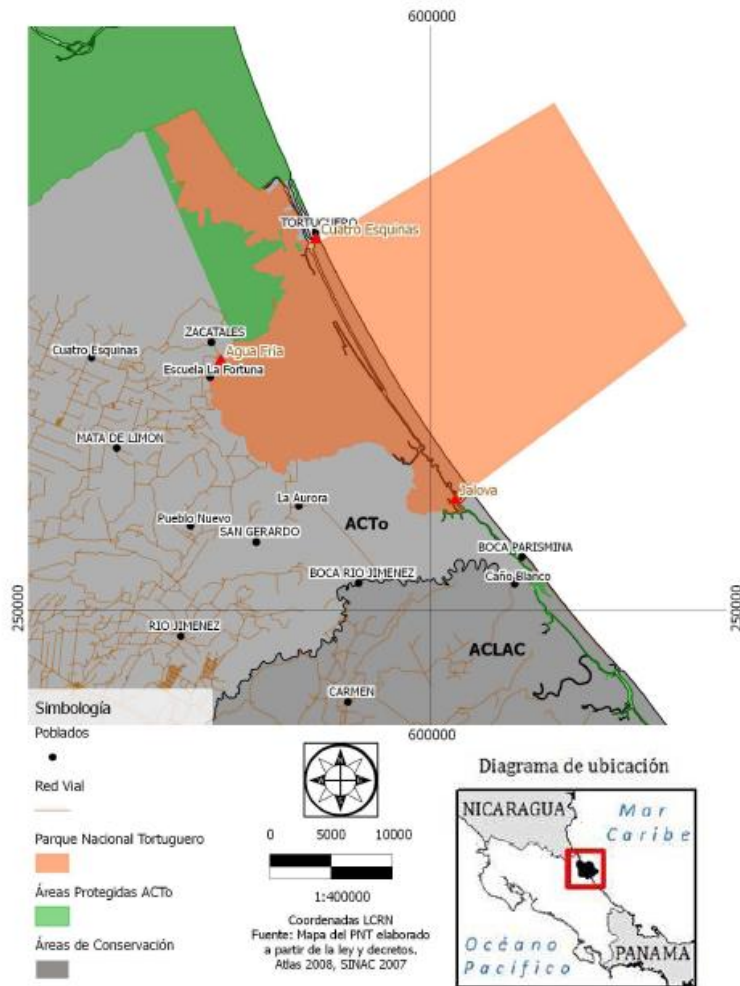 600000
TORTUGUERO
Cuatro Esquinas
ZACATALES
Cuatro Esquinas
Agua Fría
Escuela La Fortuna
MATA DE LIMON
Jalova
La Aurora
Pueblo Nuevo
ACTo
SAN GERARDO
BOCA PARISMINA
BOCA RIO JIMENEZ
Caño Blanco
250000
250000
RIO JIMENEZ
ACLAC
CARMEN
600000
Simbología
Poblados
Red Vial
Parque Nacional Tortuguero
Áreas Protegidas ACTo
Áreas de Conservación
0 5000 10000
1:400000
Coordenadas LCRN
Fuente: Mapa del PNT elaborado
a partir de la ley y decretos.
Atlas 2008, SINAC 2007
Diagrama de ubicación
NICARAGUA
Mar
Caribe
Océano
Pacífico
PANAMÁ